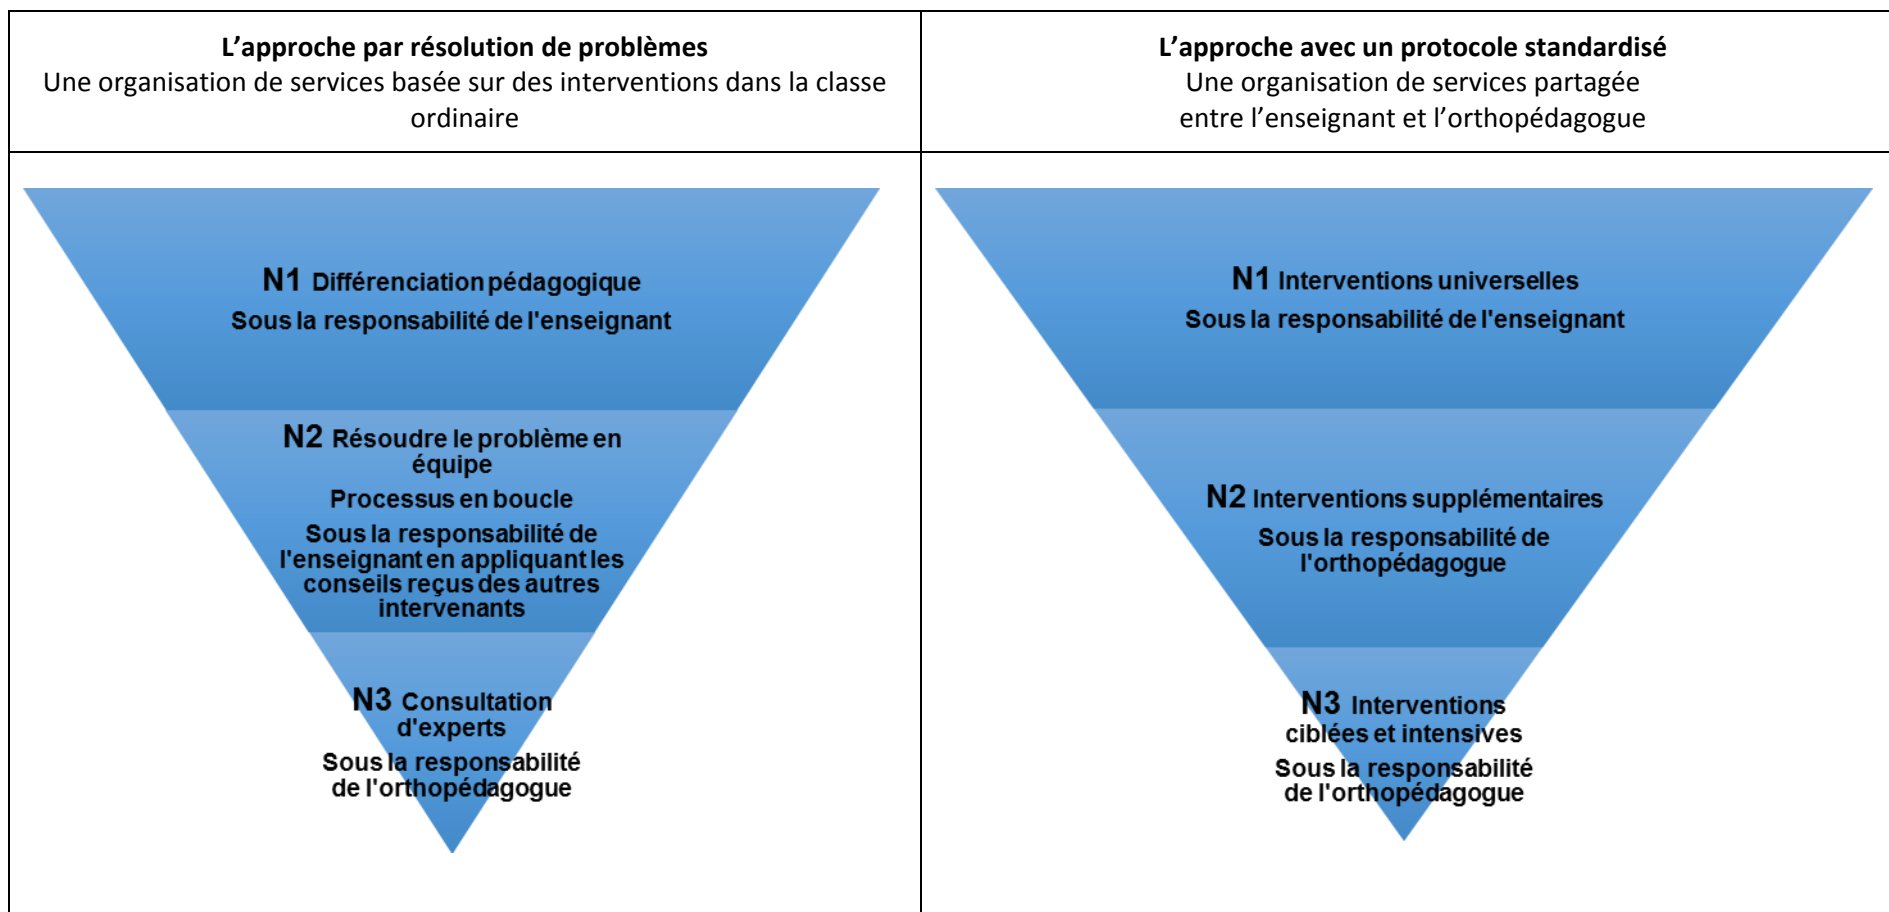 L’approche par résolution de problèmes
Une organisation de services basée sur des interventions dans la classe
ordinaire
L’approche avec un protocole standardisé
Une organisation de services partagée
entre l’enseignant et l’orthopédagogue
N1 Différenciation pédagogique
Sous la responsabilité de l'enseignant
N2 Résoudre le problème en
équipe
Processus en boucle
Sous la responsabilité de
l'enseignant en appliquant les
conseils reçus des autres
intervenants
N3 Consultation
d'experts
Sous la responsabilité
de l'orthopédagogue
N1 Interventions universelles
Sous la responsabilité de l'enseignant
N2 Interventions supplémentaires
Sous la responsabilité de
l'orthopédagogue
N3 Interventions
ciblées et intensives
Sous la responsabilité
de l'orthopédagogue